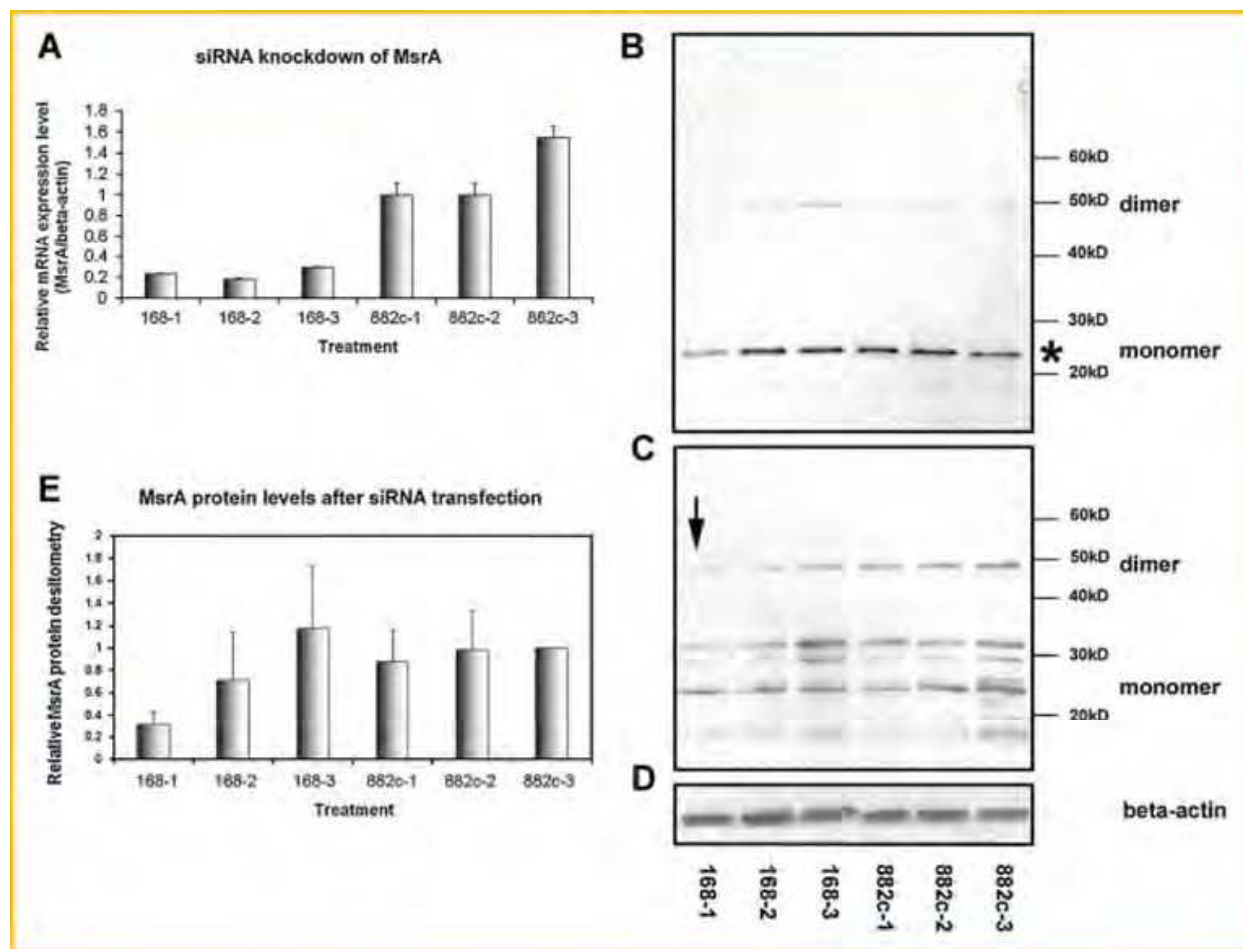 A
siRNA knockdown of MsrA
Relative mRNA expression level
(MsrA/beta-actin)
1.8
1.6
1.4
1.2
1
0.8
0.6
0.4
0.2
0
168-1 168-2 168-3 882c-1 882c-2 882c-3
Treatment
B
60kD
50kD
dimer
40kD
30kD
*
monomer
20kD
E
MsrA protein levels after siRNA transfection
Relative MsrA protein desitometry
2
1.8
1.6
1.4
1.2
1
0.8
0.6
0.4
0.2
0
168-1 168-2 168-3 882c-1 882c-2 882c-3
Treatment
C
60kD
50kD
dimer
40kD
30kD
monomer
20kD
D
beta-actin
168-1
168-2
168-3
882c-1
882c-2
882c-3